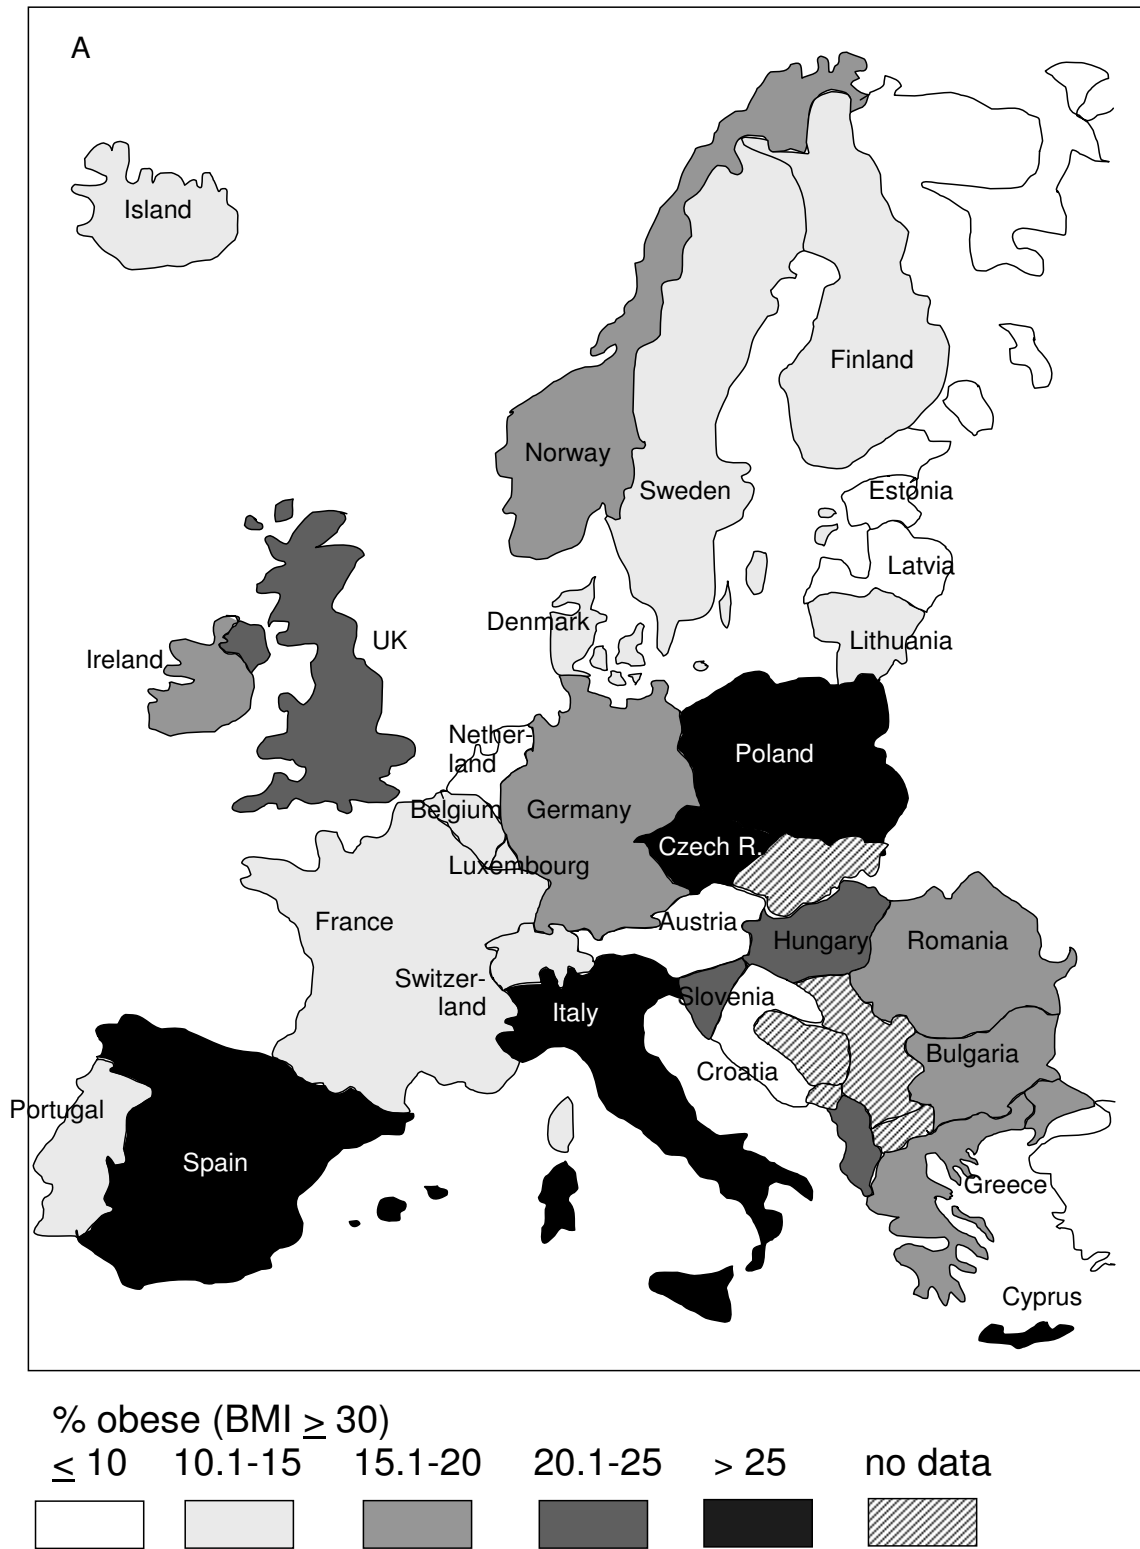 A
Island
Finland
Norway
Sweden
Estonia
Latvia
Denmark
UK
Lithuania
Ireland
Nether-
land
Poland
Belgium
Germany
Czech R.
Luxembourg
France
Austria
Hungary
Romania
Switzer-
land
Slovenia
Italy
Bulgaria
Croatia
Portugal
Spain
Greece
Cyprus
% obese (BMI ≥ 30)
≤ 10 10.1-15 15.1-20 20.1-25 > 25 no data